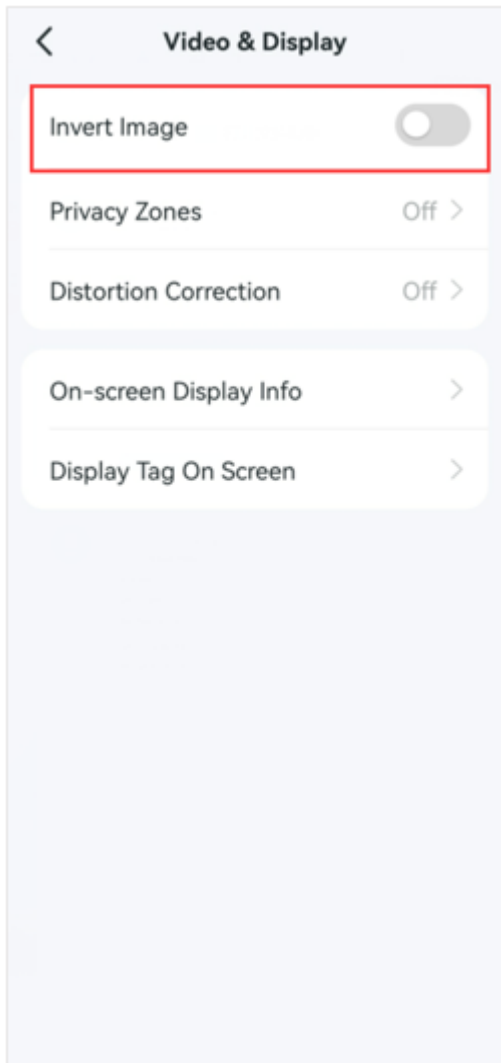 Video & Display
Invert Image
Privacy Zones Off
Distortion Correction Off
On-screen Display Info
Display Tag On Screen